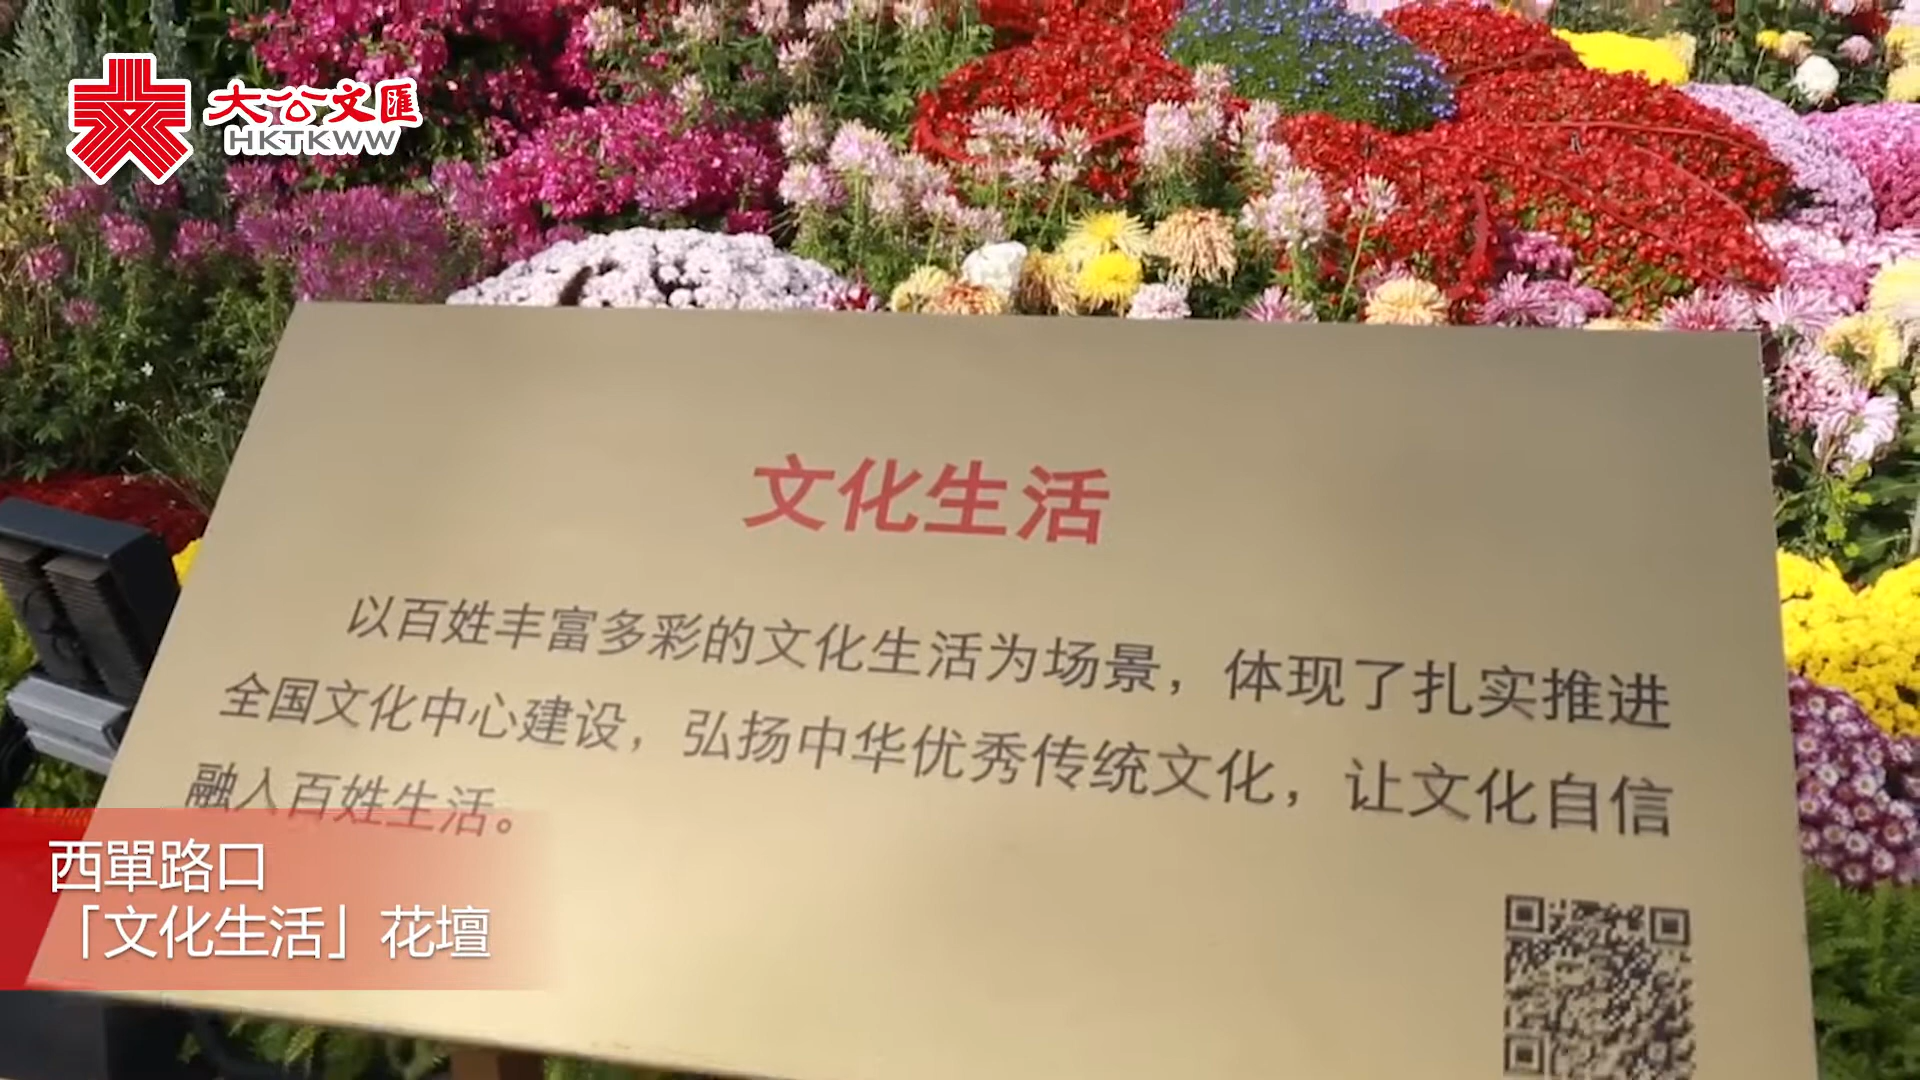 大公文匯
HKTKWW
文化生活
以百姓丰富多彩的文化生活为场景，体现了扎实推进
全国文化中心建设，弘扬中华优秀传统文化，让文化自信
融入百姓生活。
西單路口
「文化生活」花壇